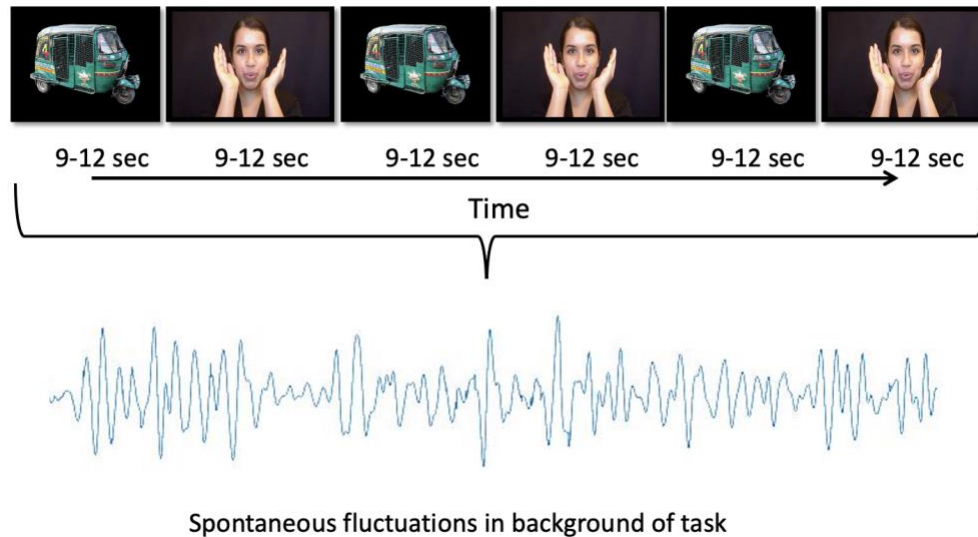 9-12 sec 9-12 sec 9-12 sec 9-12 sec 9-12 sec 9-12 sec
Time
Spontaneous fluctuations in background of task